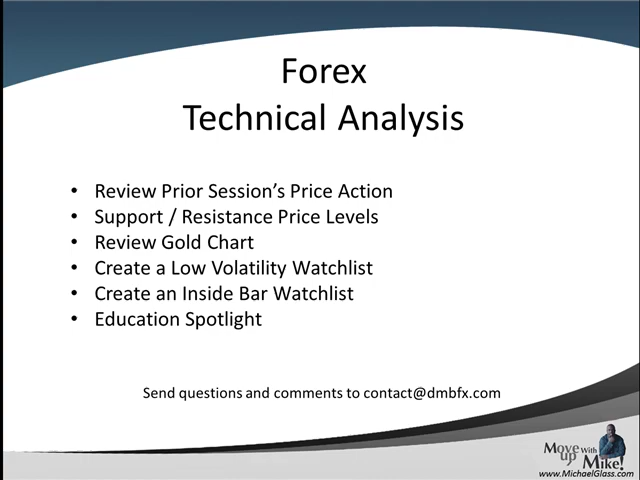 Forex
Technical Analysis
• Review Prior Session's Price Action
• Support / Resistance Price Levels
• Review Gold Chart
• Create a Low Volatility Watchlist
• Create an Inside Bar Watchlist
• Education Spotlight
Send questions and comments to contact@dmbfx.com
Move up With Mike!
www.MichaelGlass.com